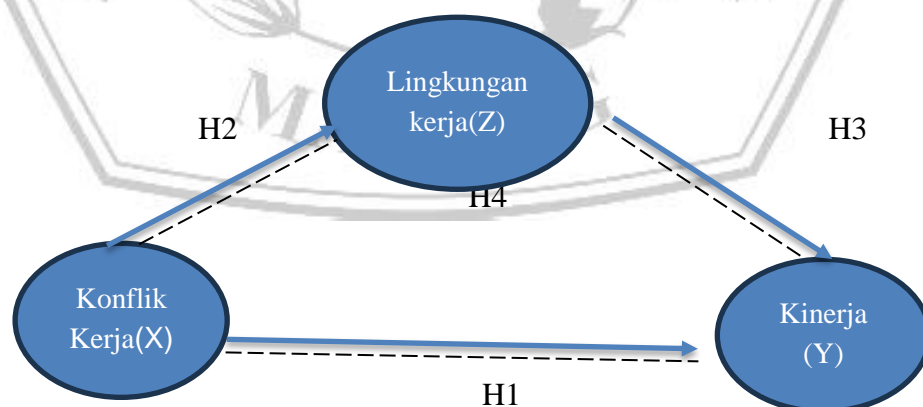 Lingkungan
kerja(Z)
H2
H3
H4
Konflik
Kerja(X)
Kinerja
(Y)
H1